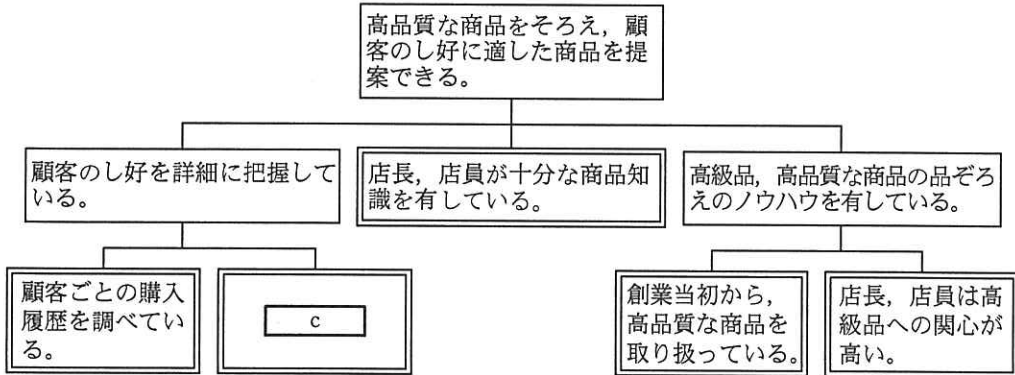 高品質な商品をそろえ，顧
客のし好に適した商品を提
案できる。
顧客のし好を詳細に把握して
いる。
店長，店員が十分な商品知
識を有している。
高級品，高品質な商品の品ぞろ
えのノウハウを有している。
顧客ごとの購入
履歴を調べてい
る。
c
創業当初から，
高品質な商品を
取り扱っている。
店長，店員は高
級品への関心が
高い。